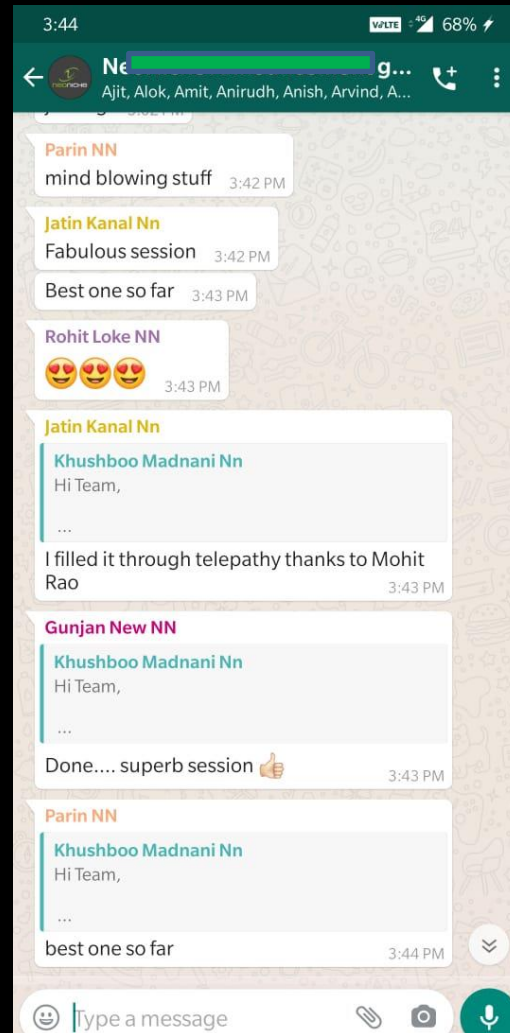 3:44
VoLTE 4G 68%
Ne g...
Ajit, Alok, Amit, Anirudh, Anish, Arvind, A...
Parin NN
mind blowing stuff 3:42 PM
Jatin Kanal Nn
Fabulous session 3:42 PM
Best one so far 3:43 PM
Rohit Loke NN
😍😍😍 3:43 PM
Jatin Kanal Nn
Khushboo Madnani Nn
Hi Team,
...
I filled it through telepathy thanks to Mohit
Rao 3:43 PM
Gunjan New NN
Khushboo Madnani Nn
Hi Team,
...
Done.... superb session 👍🏻 3:43 PM
Parin NN
Khushboo Madnani Nn
Hi Team,
...
best one so far 3:44 PM
Type a message